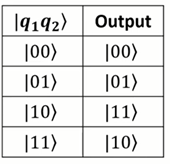 |q₁q₂⟩ Output
|00⟩ |00⟩
|01⟩ |01⟩
|10⟩ |11⟩
|11⟩ |10⟩